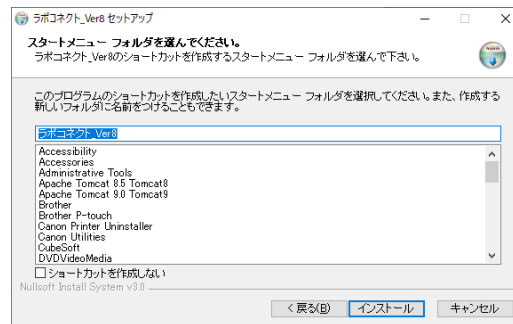 ラボコネクト_Ver8 セットアップ
スタートメニュー フォルダを選んでください。
ラボコネクト_Ver8のショートカットを作成するスタートメニュー フォルダを選んで下さい。
このプログラムのショートカットを作成したいスタートメニュー フォルダを選択してください。また、作成する
新しいフォルダに名前をつけることもできます。
ラボコネクト_Ver8
Accessibility
Accessories
Administrative Tools
Apache Tomcat 8.5 Tomcat8
Apache Tomcat 9.0 Tomcat9
Brother
Brother P-touch
Canon Printer Uninstaller
Canon Utilities
CubeSoft
DVDVideoMedia
ショートカットを作成しない
Nullsoft Install System v3.0
< 戻る(B)
インストール
キャンセル